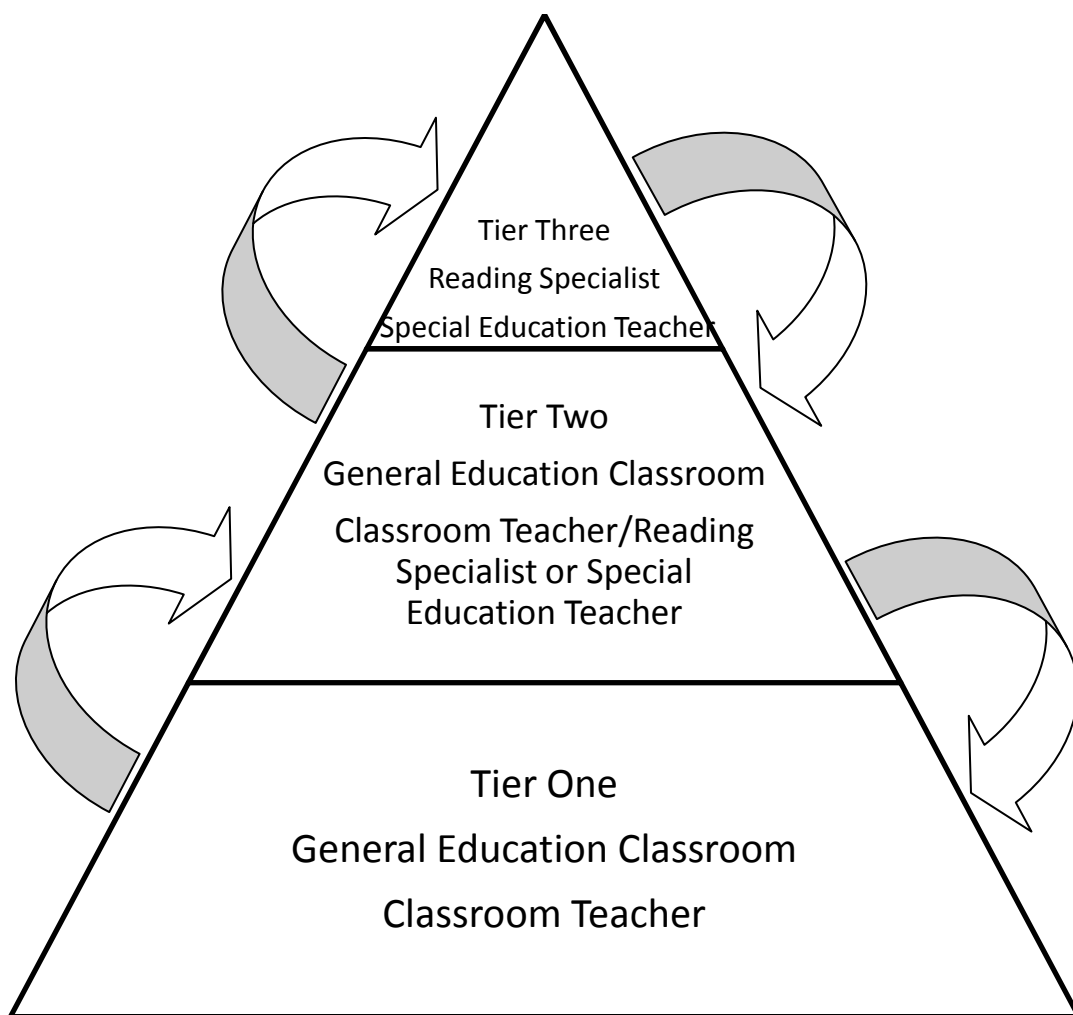 Tier Three
Reading Specialist
Special Education Teacher
Tier Two
General Education Classroom
Classroom Teacher/Reading
Specialist or Special
Education Teacher
Tier One
General Education Classroom
Classroom Teacher